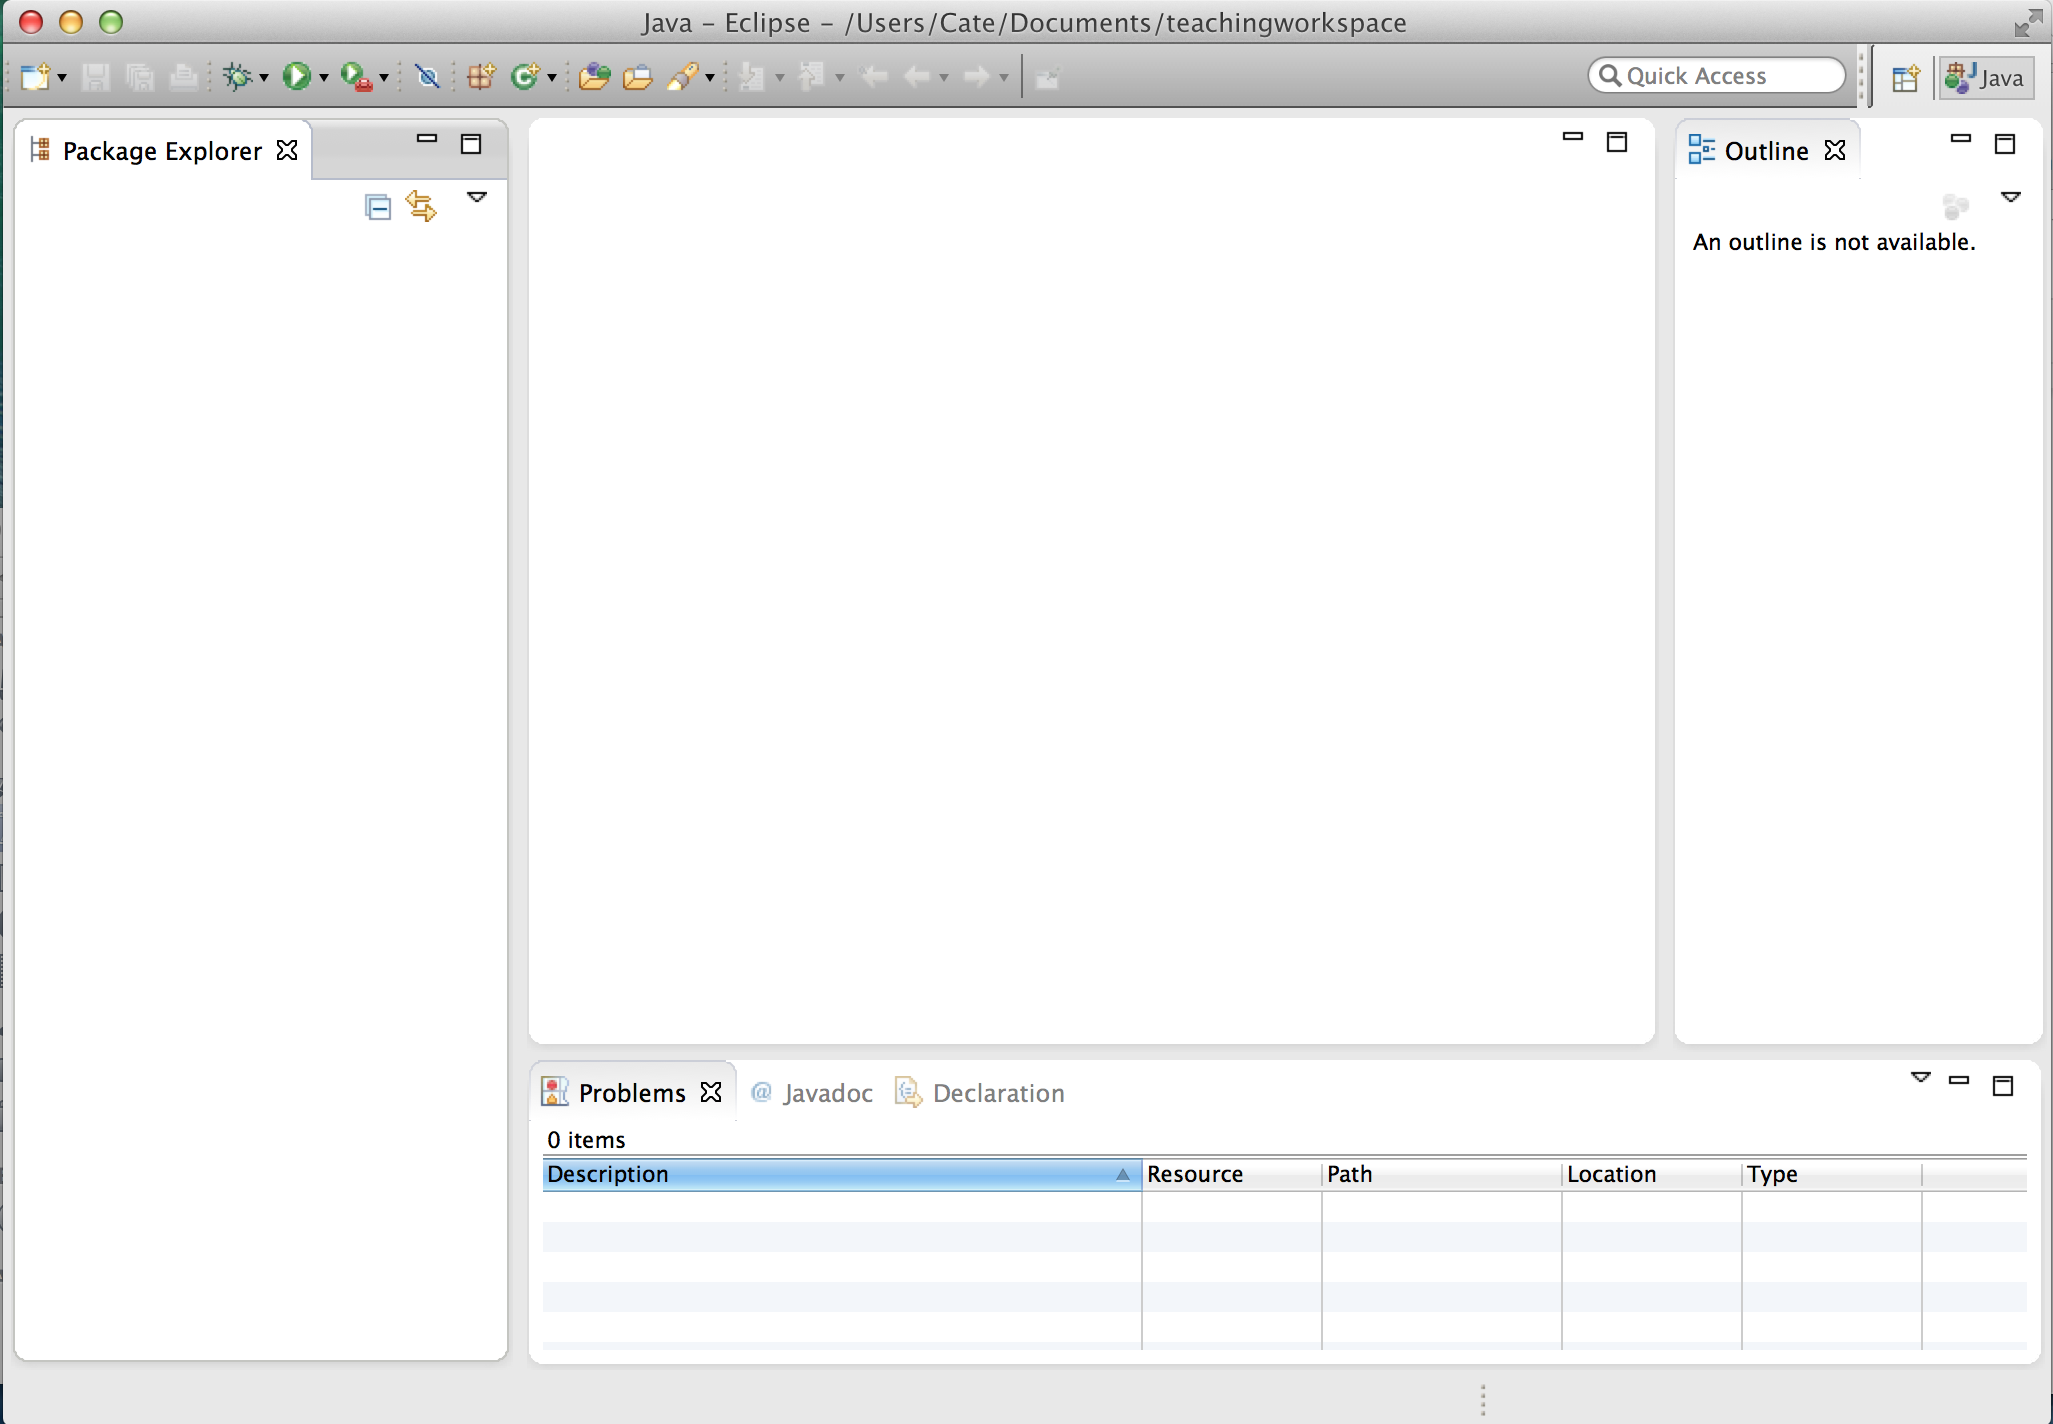 Java – Eclipse – /Users/Cate/Documents/teachingworkspace
Quick Access
Java
Package Explorer
Outline
An outline is not available.
Problems @ Javadoc Declaration
0 items
Description Resource Path Location Type